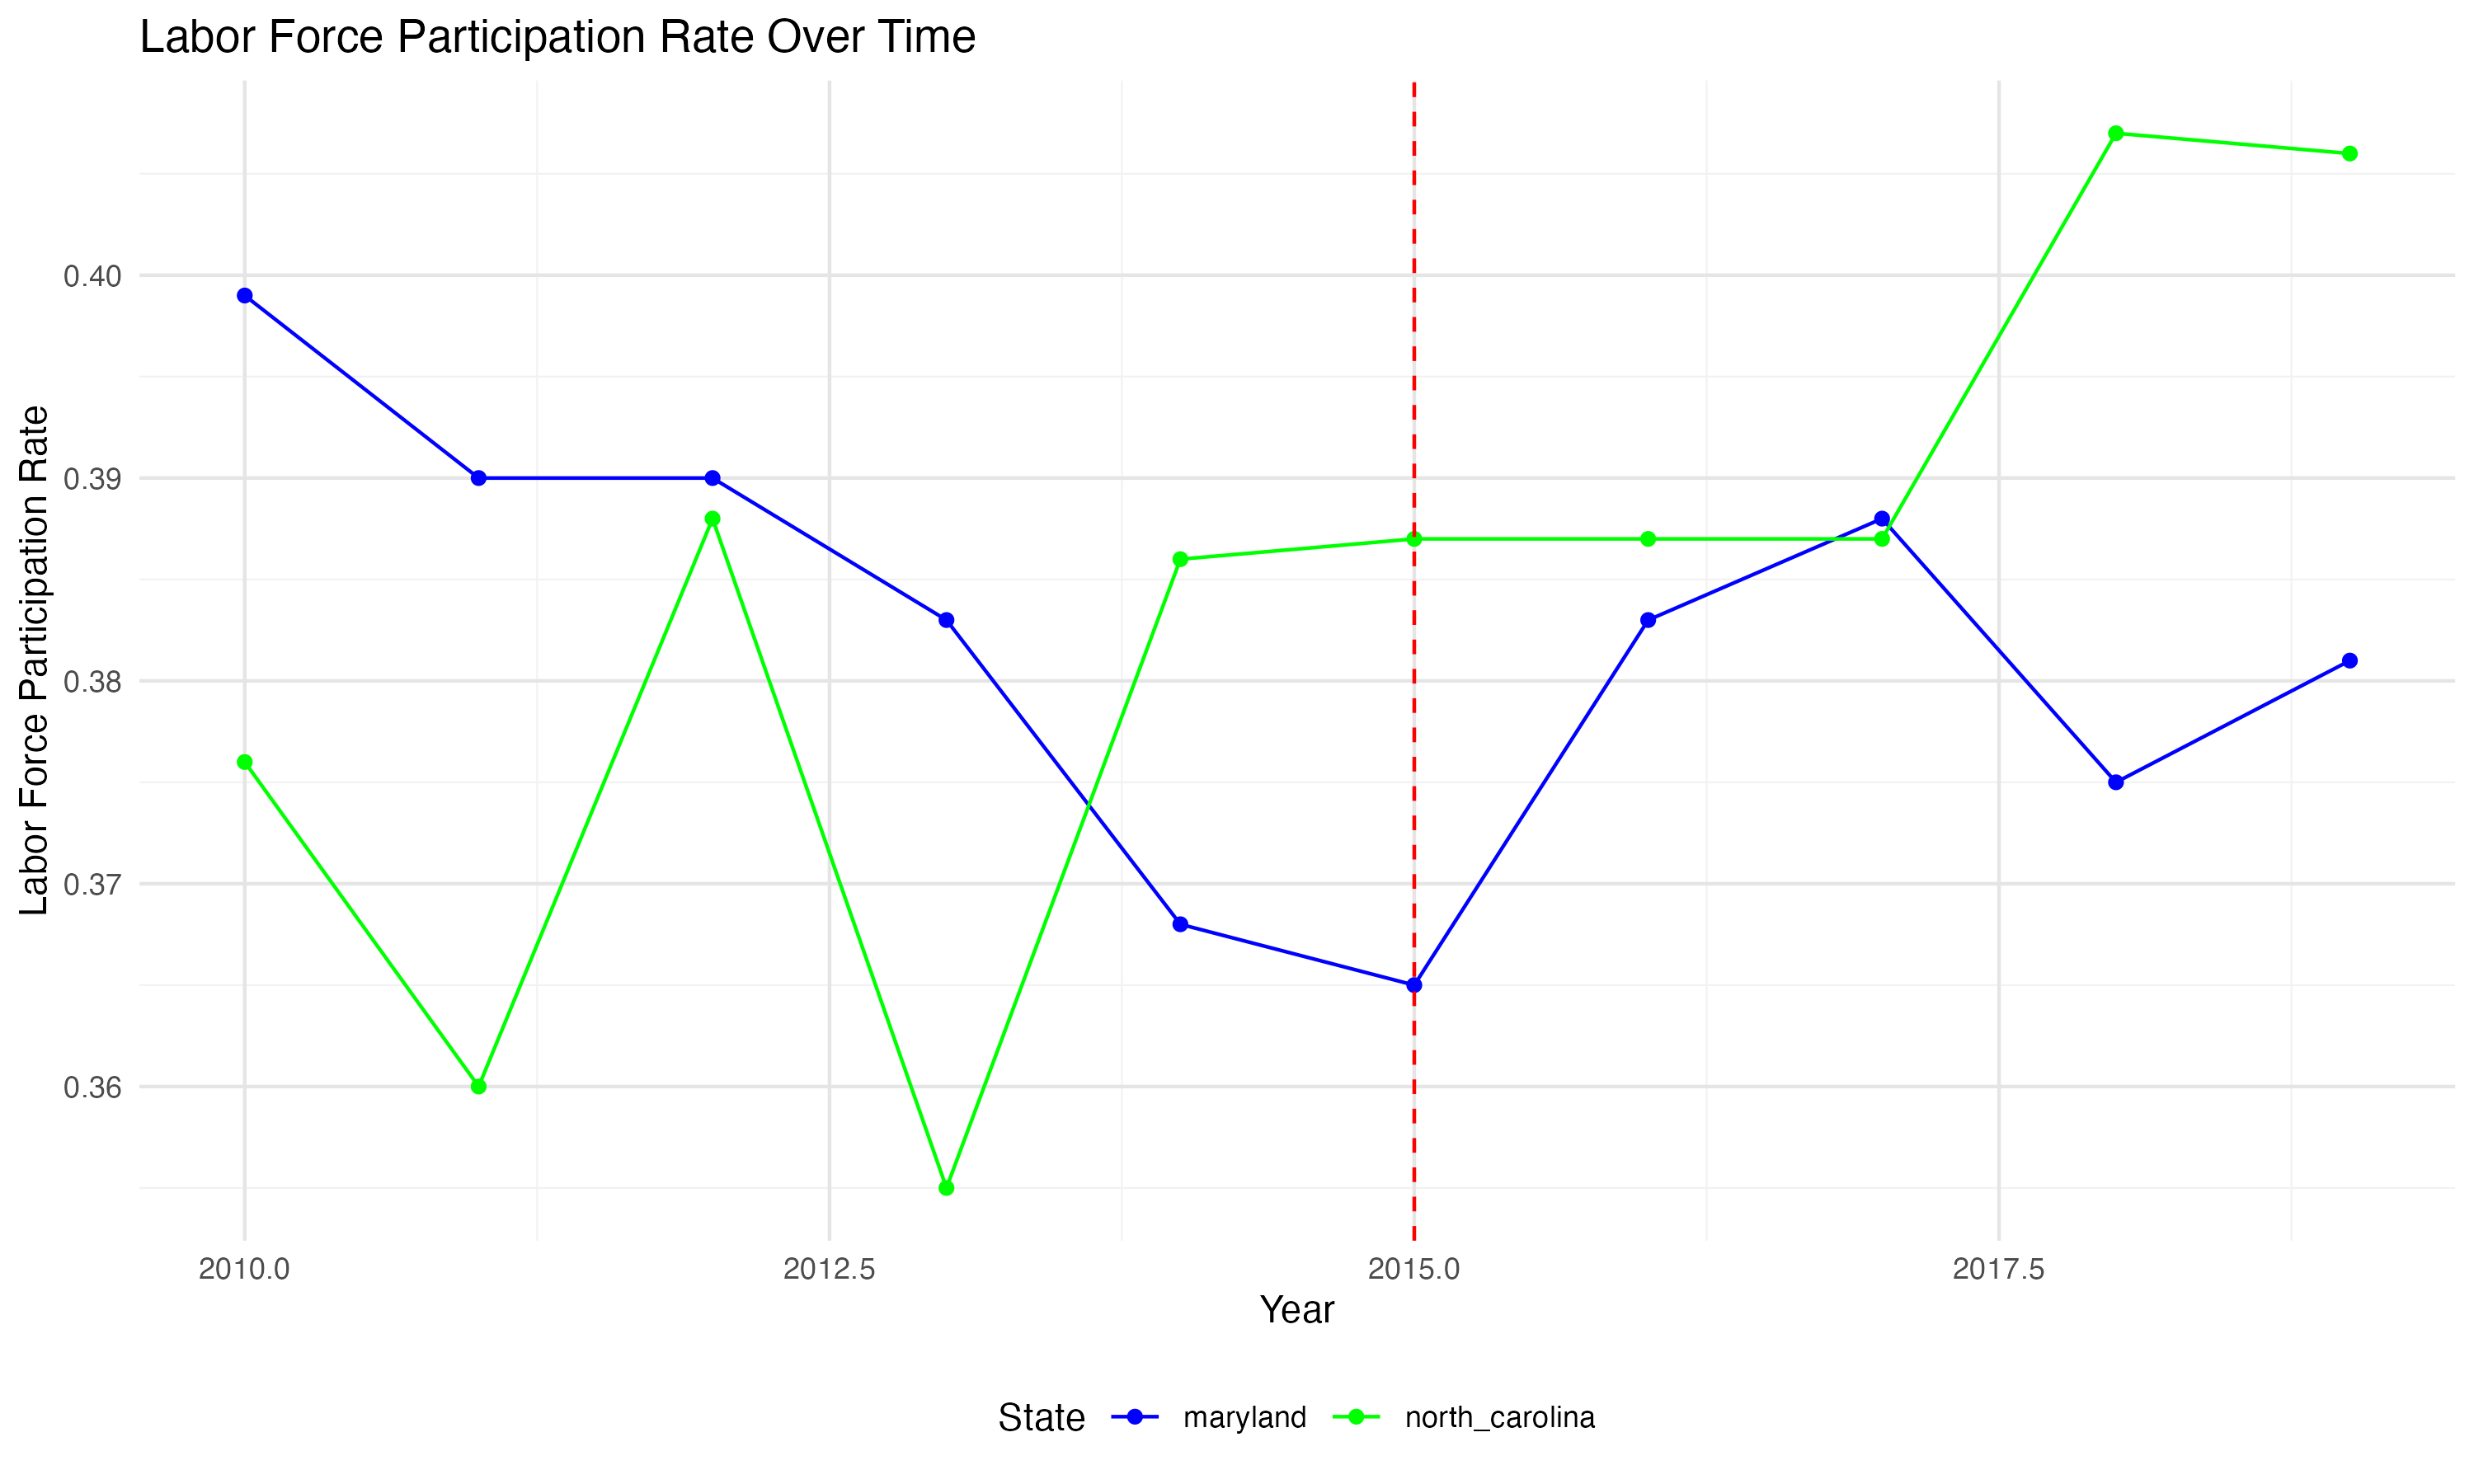 Labor Force Participation Rate Over Time
Labor Force Participation Rate
0.40
0.39
0.38
0.37
0.36
2010.0 2012.5 2015.0 2017.5
Year
State maryland north_carolina